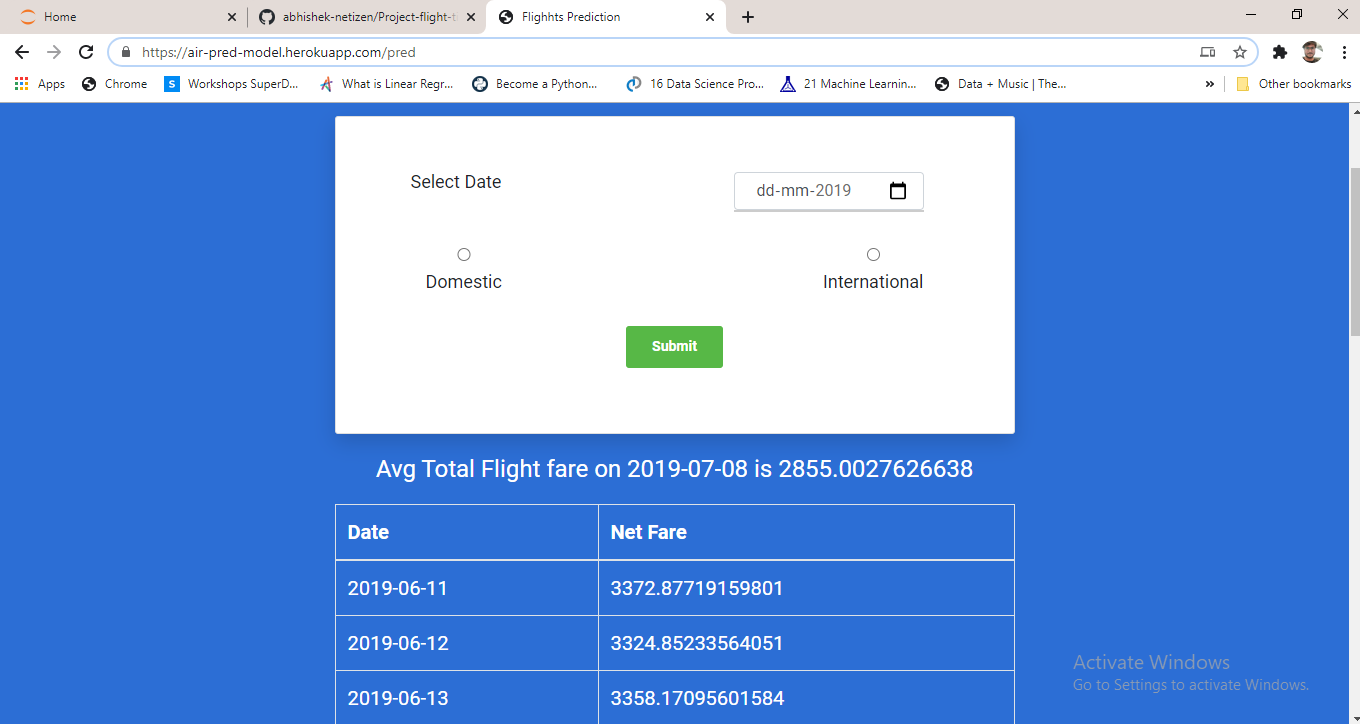 Home
abhishek-netizen/Project-flight-t
Flighhts Prediction
https://air-pred-model.herokuapp.com/pred
Apps
Chrome
S
Workshops SuperD...
What is Linear Regr...
Become a Python...
16 Data Science Pro...
21 Machine Learnin...
Data + Music | The...
»
Other bookmarks
Select Date
dd-mm-2019
Domestic
International
Submit
Avg Total Flight fare on 2019-07-08 is 2855.0027626638
Date Net Fare
2019-06-11 3372.87719159801
2019-06-12 3324.85233564051
2019-06-13 3358.17095601584
Activate Windows
Go to Settings to activate Windows.